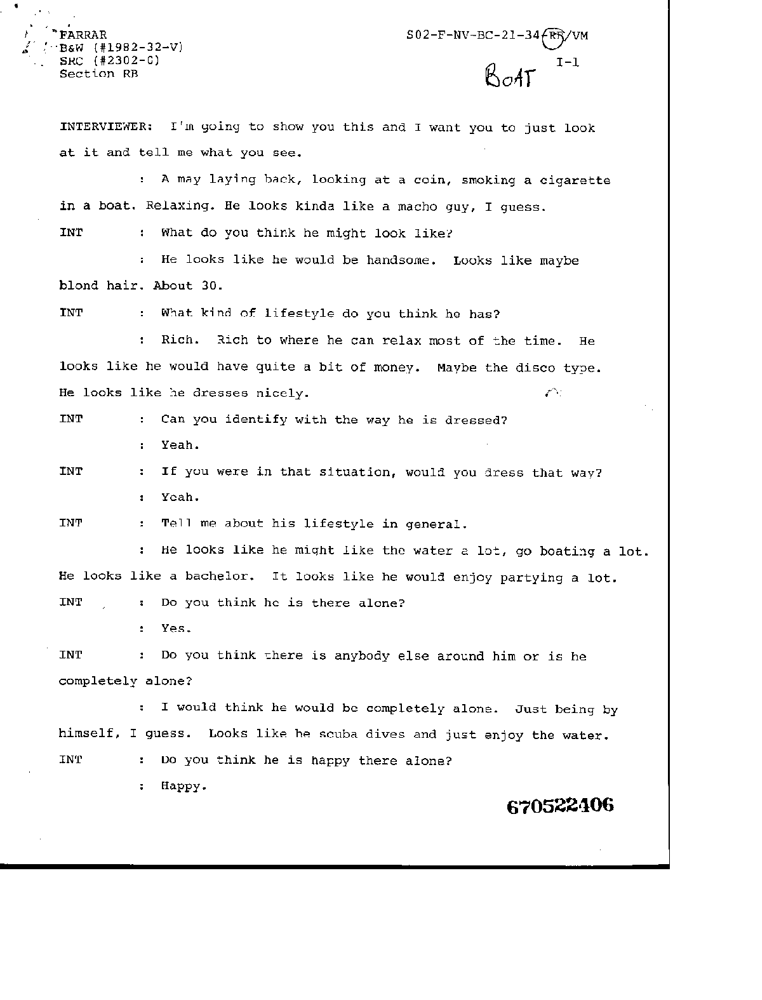 FARRAR
B&W (#1982-32-V)
SRC (#2302-C)
Section RB
S02-F-NV-BC-21-34-RB/VM
I-1
BOAT
INTERVIEWER: I'm going to show you this and I want you to just look
at it and tell me what you see.
: A may laying back, looking at a coin, smoking a cigarette
in a boat. Relaxing. He looks kinda like a macho guy, I guess.
INT : What do you think he might look like?
: He looks like he would be handsome. Looks like maybe
blond hair. About 30.
INT : What kind of lifestyle do you think he has?
: Rich. Rich to where he can relax most of the time. He
looks like he would have quite a bit of money. Maybe the disco type.
He looks like he dresses nicely.
INT : Can you identify with the way he is dressed?
: Yeah.
INT : If you were in that situation, would you dress that way?
: Yeah.
INT : Tell me about his lifestyle in general.
: He looks like he might like the water a lot, go boating a lot.
He looks like a bachelor. It looks like he would enjoy partying a lot.
INT : Do you think he is there alone?
: Yes.
INT : Do you think there is anybody else around him or is he
completely alone?
: I would think he would be completely alone. Just being by
himself, I guess. Looks like he scuba dives and just enjoy the water.
INT : Do you think he is happy there alone?
: Happy.
670522406